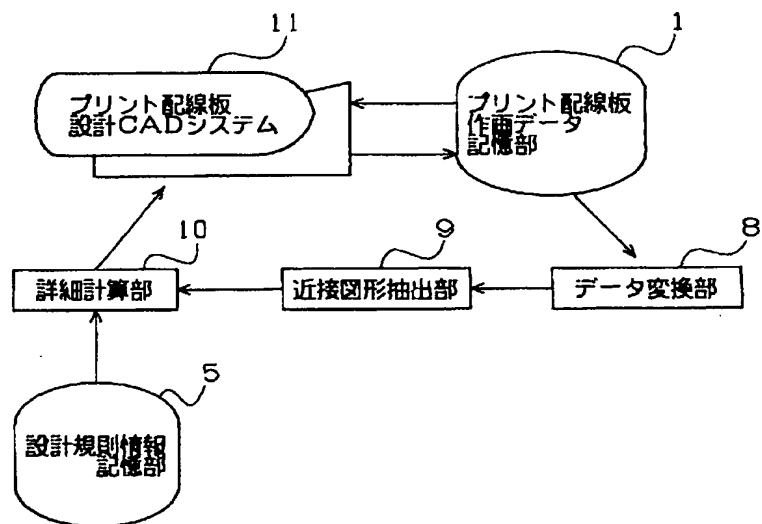 11
プリント配線板
設計CADシステム
1
プリント配線板
作画データ
記憶部
10
詳細計算部
9
近接図形抽出部
8
データ変換部
5
設計規則情報
記憶部